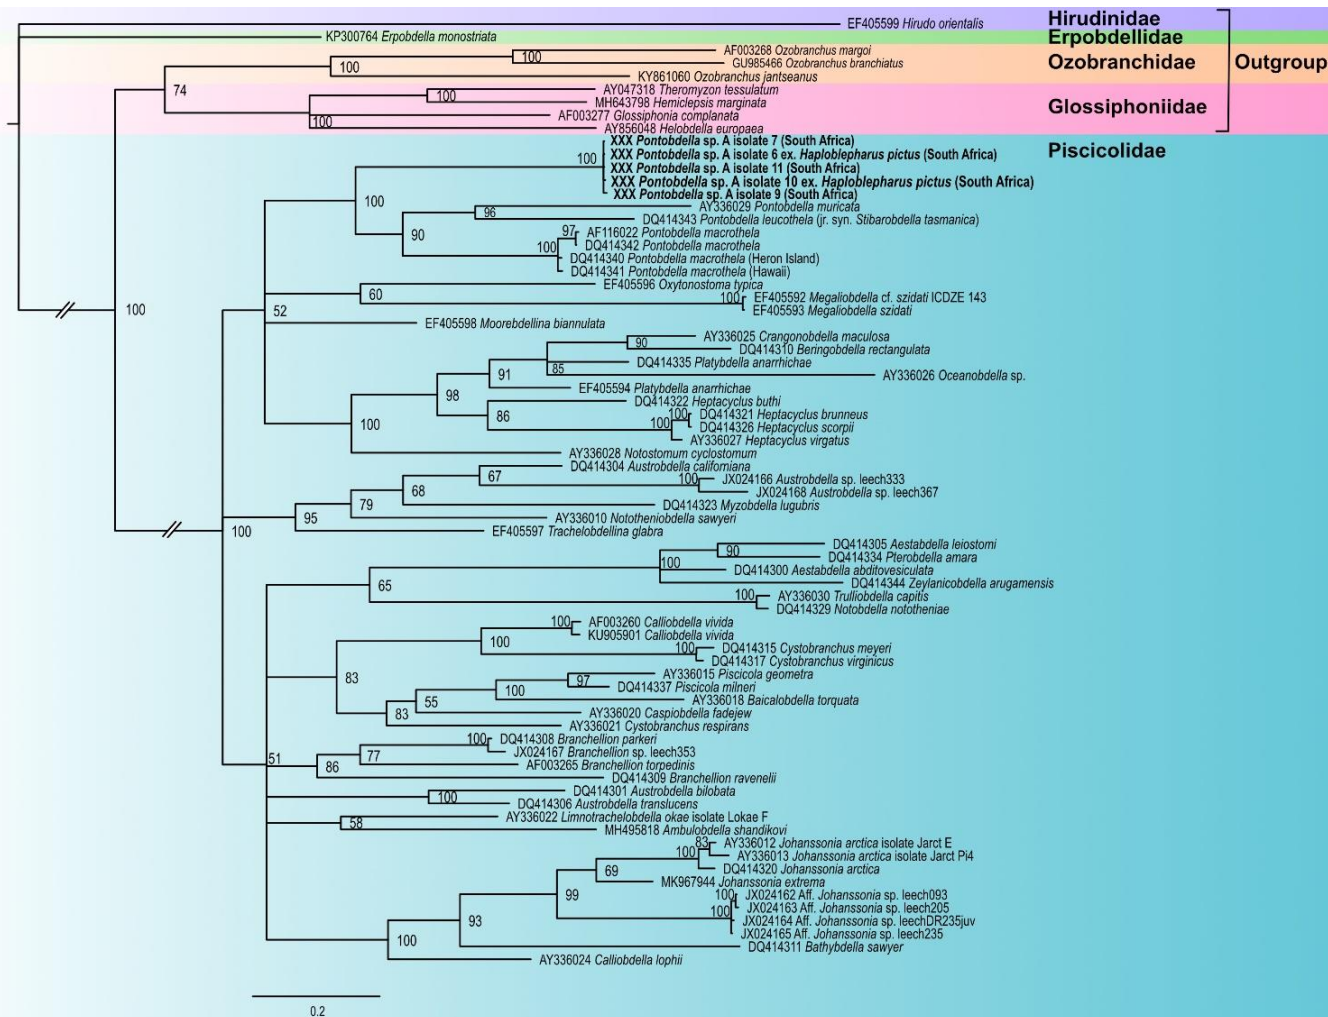 EF405599 Hirudo orientalis
Hirudinidae
KP300764 Erpobdella monostriata
Erpobdellidae
AF003268 Ozobranchus margoi
100
GU985466 Ozobranchus branchiatus
Ozobranchidae
Outgroup
100
KY861060 Ozobranchus jantseanus
74
AY047318 Theromyzon tessulatum
100
MH643798 Hemiclepsis marginata
Glossiphoniidae
AF003277 Glossiphonia complanata
100
AY856048 Helobdella europaea
XXX Pontobdella sp. A isolate 7 (South Africa)
Piscicolidae
XXX Pontobdella sp. A isolate 6 ex. Haploblepharus pictus (South Africa)
100
XXX Pontobdella sp. A isolate 11 (South Africa)
XXX Pontobdella sp. A isolate 10 ex. Haploblepharus pictus (South Africa)
XXX Pontobdella sp. A isolate 9 (South Africa)
100
AY336029 Pontobdella muricata
96
DQ414343 Pontobdella leucothela (jr. syn. Stibarobdella tasmanica)
90
97
AF116022 Pontobdella macrothela
DQ414342 Pontobdella macrothela
100
DQ414340 Pontobdella macrothela (Heron Island)
DQ414341 Pontobdella macrothela (Hawaii)
EF405596 Oxytonostoma typica
60
100
EF405592 Megaliobdella cf. szidati ICDZE 143
EF405593 Megaliobdella szidati
100
52
EF405598 Moorebdellina biannulata
AY336025 Crangonobdella maculosa
90
DQ414310 Beringobdella rectangulata
DQ414335 Platybdella anarrhichae
85
91
AY336026 Oceanobdella sp.
EF405594 Platybdella anarrhichae
98
DQ414322 Heptacyclus buthi
86
100
DQ414321 Heptacyclus brunneus
100
DQ414326 Heptacyclus scorpii
100
AY336027 Heptacyclus virgatus
AY336028 Notostomum cyclostomum
DQ414304 Austrobdella californiana
67
100
JX024166 Austrobdella sp. leech333
68
JX024168 Austrobdella sp. leech367
79
DQ414323 Myzobdella lugubris
95
AY336010 Nototheniobdella sawyeri
100
EF405597 Trachelobdellina glabra
DQ414305 Aestabdella leiostomi
90
DQ414334 Pterobdella amara
100
DQ414300 Aestabdella abditovesiculata
65
DQ414344 Zeylanicobdella arugamensis
100
AY336030 Trulliobdella capitis
DQ414329 Notobdella nototheniae
100
AF003260 Calliobdella vivida
KU905901 Calliobdella vivida
100
100
DQ414315 Cystobranchus meyeri
DQ414317 Cystobranchus virginicus
83
AY336015 Piscicola geometra
97
100
DQ414337 Piscicola milneri
55
AY336018 Baicalobdella torquata
83
AY336020 Caspiobdella fadejew
AY336021 Cystobranchus respirans
100
DQ414308 Branchellion parkeri
77
JX024167 Branchellion sp. leech353
51
86
AF003265 Branchellion torpedinis
DQ414309 Branchellion ravenelii
DQ414301 Austrobdella bilobata
100
DQ414306 Austrobdella translucens
AY336022 Limnotrachelobdella okae isolate Lokae F
58
MH495818 Ambulobdella shandikovi
83
AY336012 Johanssonia arctica isolate Jarct E
100
AY336013 Johanssonia arctica isolate Jarct Pi4
69
DQ414320 Johanssonia arctica
MK967944 Johanssonia extrema
99
100
JX024162 Aff. Johanssonia sp. leech093
100
JX024163 Aff. Johanssonia sp. leech205
93
JX024164 Aff. Johanssonia sp. leechDR235juv
JX024165 Aff. Johanssonia sp. leech235
100
DQ414311 Bathybdella sawyer
AY336024 Calliobdella lophii
0.2